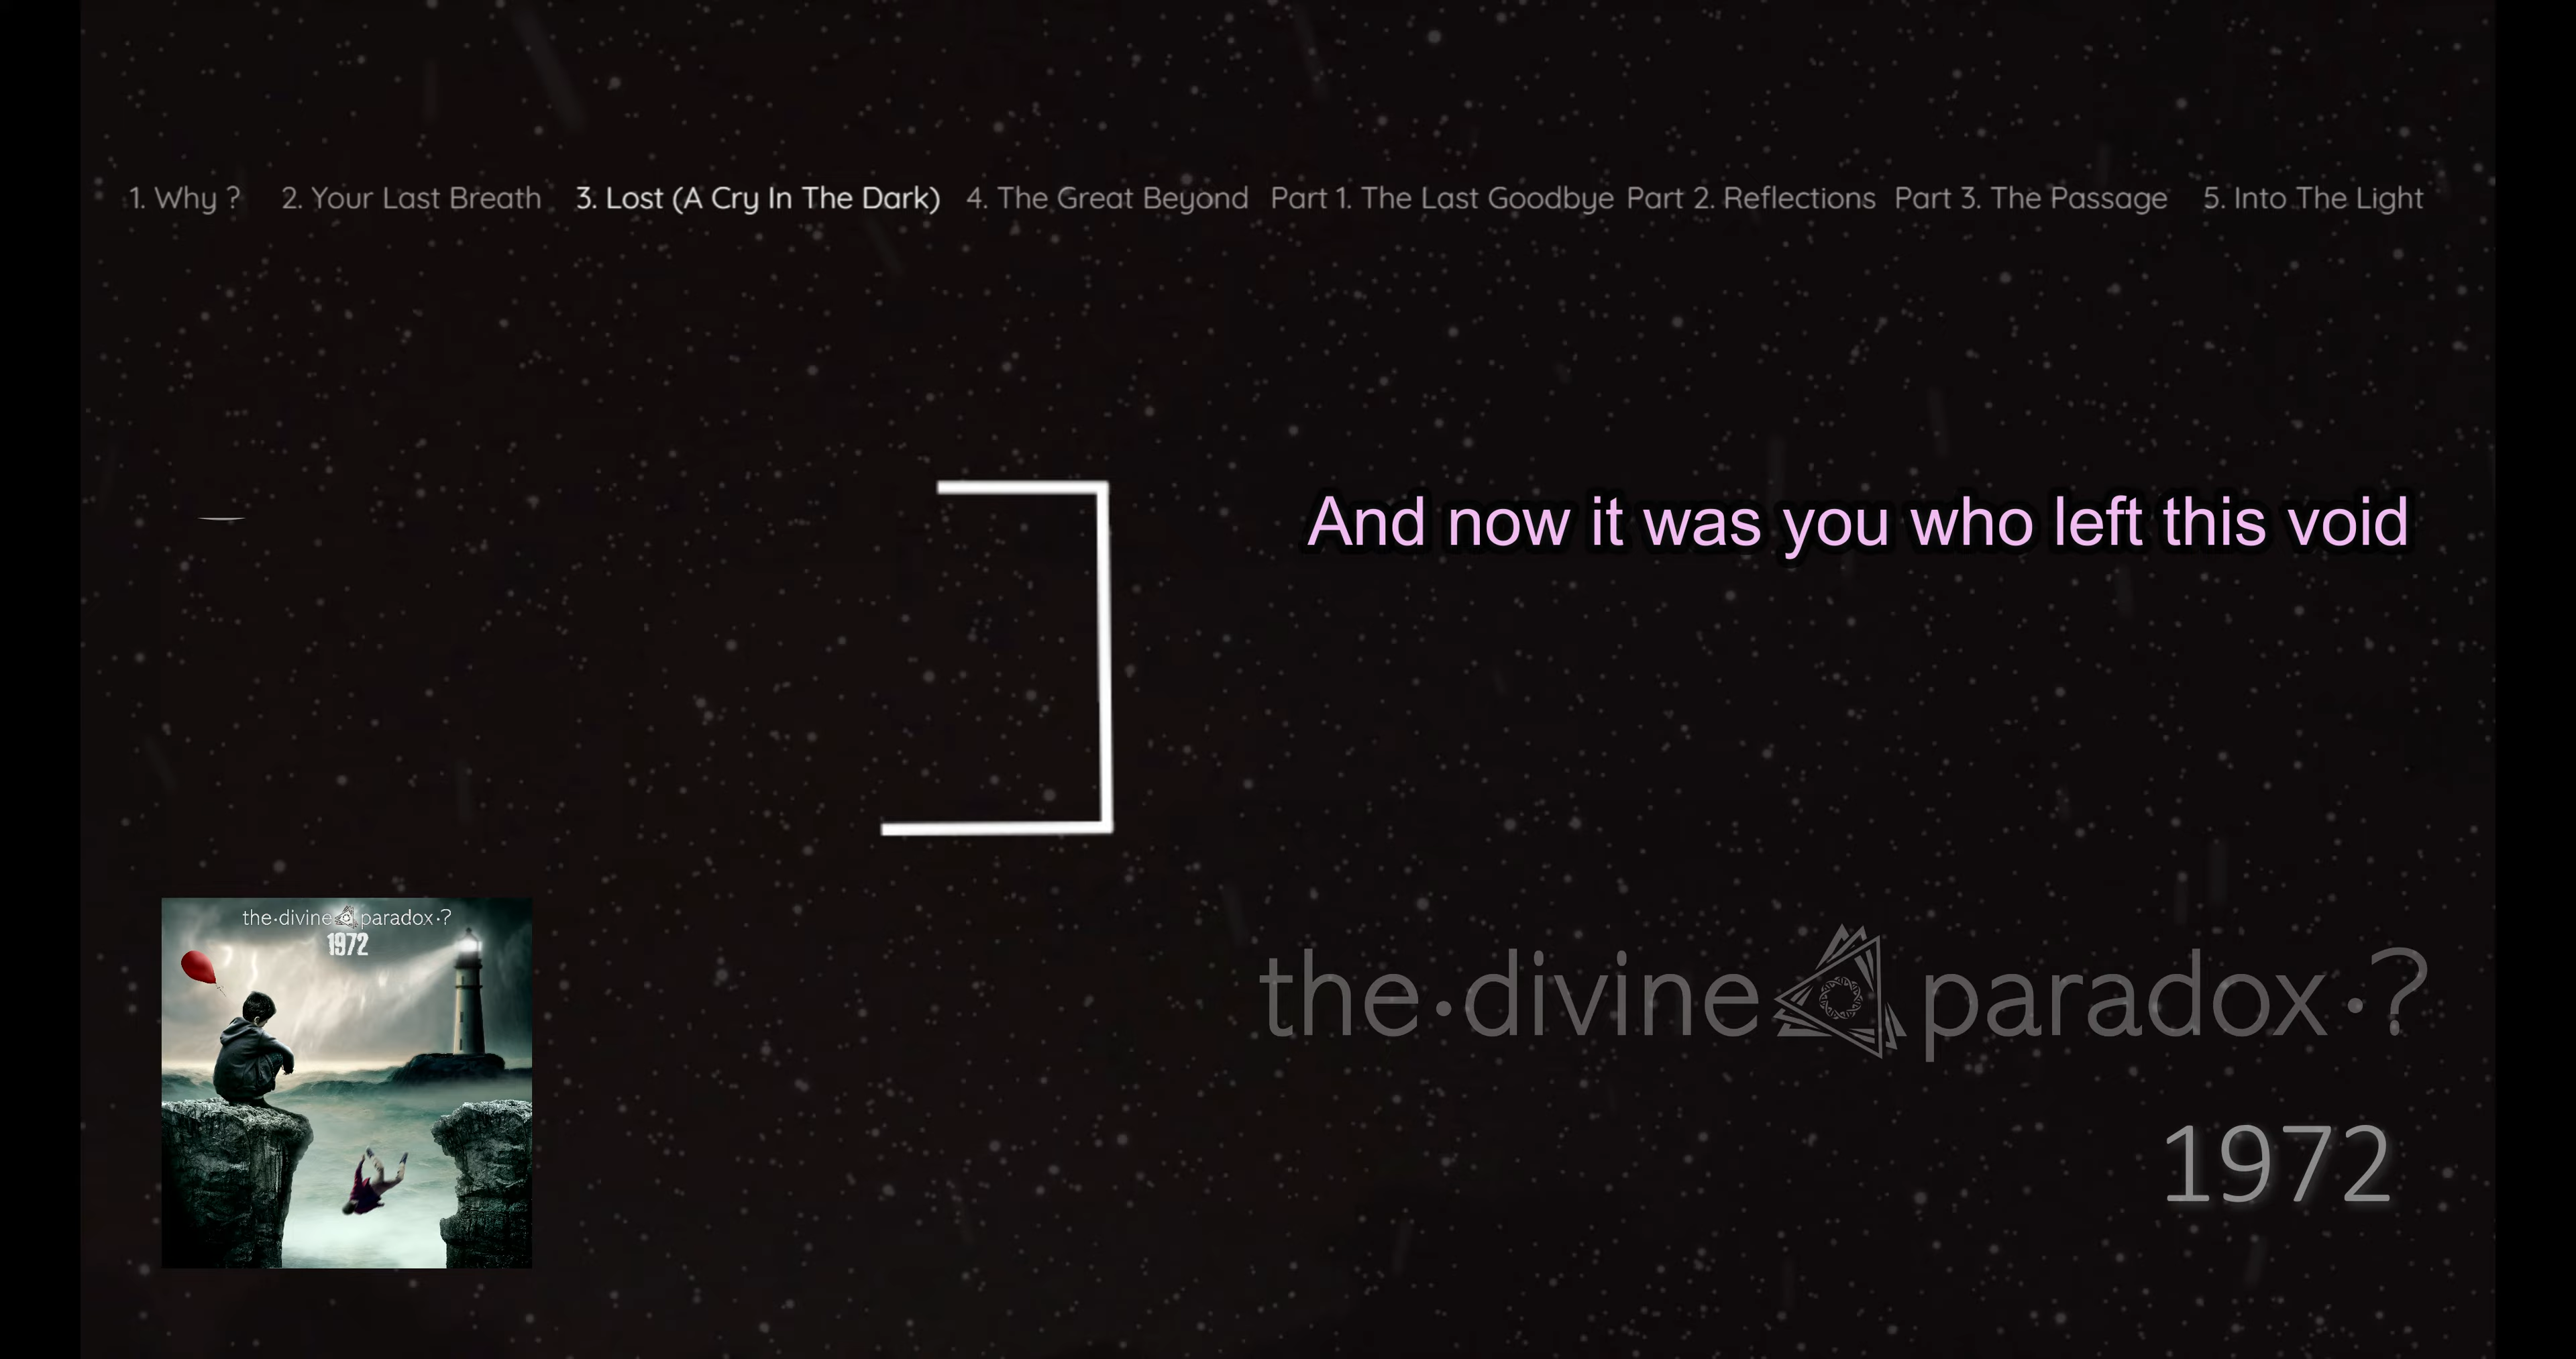 1. Why ? 2. Your Last Breath 3. Lost (A Cry In The Dark) 4. The Great Beyond Part 1. The Last Goodbye Part 2. Reflections Part 3. The Passage 5. Into The Light
And now it was you who left this void
the·divine paradox·?
1972
the·divine paradox·?
1972